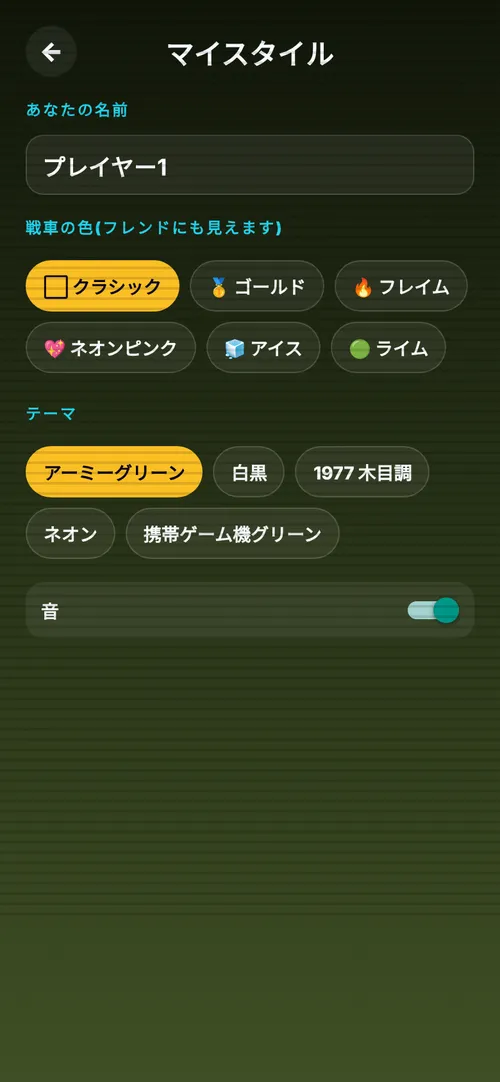 マイスタイル
あなたの名前
プレイヤー1
戦車の色(フレンドにも見えます)
クラシック ゴールド フレイム
ネオンピンク アイス ライム
テーマ
アーミーグリーン 白黒 1977 木目調
ネオン 携帯ゲーム機グリーン
音